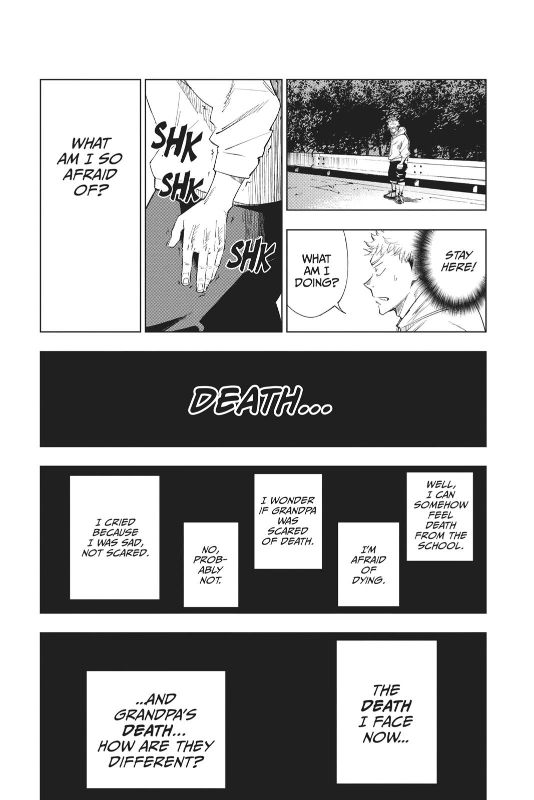 STAY
HERE!
WHAT
AM I
DOING?
SHK
SHK
SHK
WHAT
AM I SO
AFRAID
OF?
DEATH...
WELL,
I CAN
SOMEHOW
FEEL
DEATH
FROM THE
SCHOOL.
I'M
AFRAID
OF
DYING.
I WONDER
IF GRANDPA
WAS
SCARED
OF DEATH.
NO,
PROB-
ABLY
NOT.
I CRIED
BECAUSE
I WAS SAD,
NOT SCARED.
THE
DEATH
I FACE
NOW...
...AND
GRANDPA'S
DEATH...
HOW ARE THEY
DIFFERENT?